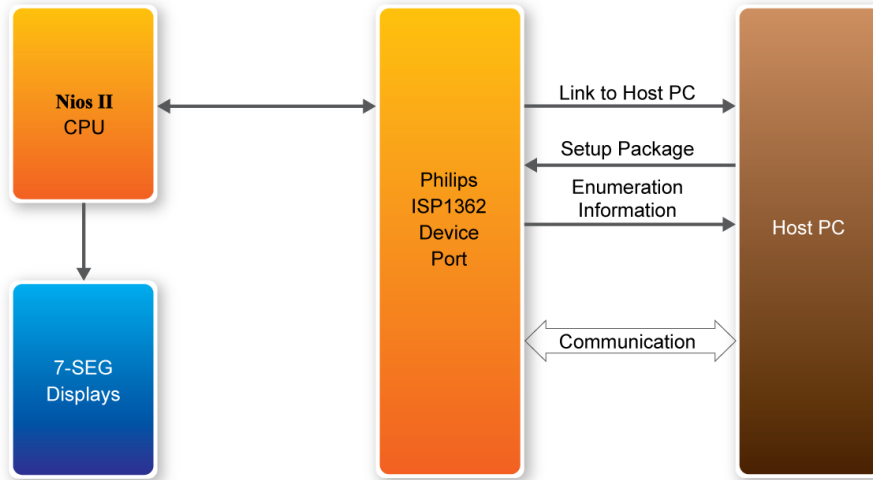 Nios II
CPU
7-SEG
Displays
Philips
ISP1362
Device
Port
Link to Host PC
Setup Package
Enumeration
Information
Communication
Host PC